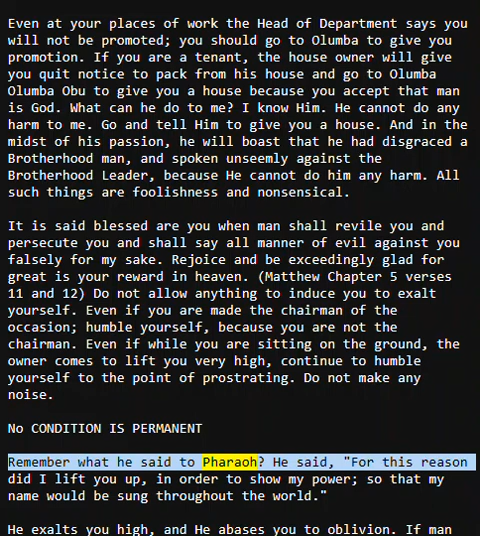 Even at your places of work the Head of Department says you
will not be promoted; you should go to Olumba to give you
promotion. If you are a tenant, the house owner will give
you quit notice to pack from his house and go to Olumba
Olumba Obu to give you a house because you accept that man
is God. What can he do to me? I know Him. He cannot do any
harm to me. Go and tell Him to give you a house. And in the
midst of his passion, he will boast that he had disgraced a
Brotherhood man, and spoken unseemly against the
Brotherhood Leader, because He cannot do him any harm. All
such things are foolishness and nonsensical.
It is said blessed are you when man shall revile you and
persecute you and shall say all manner of evil against you
falsely for my sake. Rejoice and be exceedingly glad for
great is your reward in heaven. (Matthew Chapter 5 verses
11 and 12) Do not allow anything to induce you to exalt
yourself. Even if you are made the chairman of the
occasion; humble yourself, because you are not the
chairman. Even if while you are sitting on the ground, the
owner comes to lift you very high, continue to humble
yourself to the point of prostrating. Do not make any
noise.
No CONDITION IS PERMANENT
Remember what he said to Pharaoh? He said, "For this reason
did I lift you up, in order to show my power; so that my
name would be sung throughout the world."
He exalts you high, and He abases you to oblivion. If man